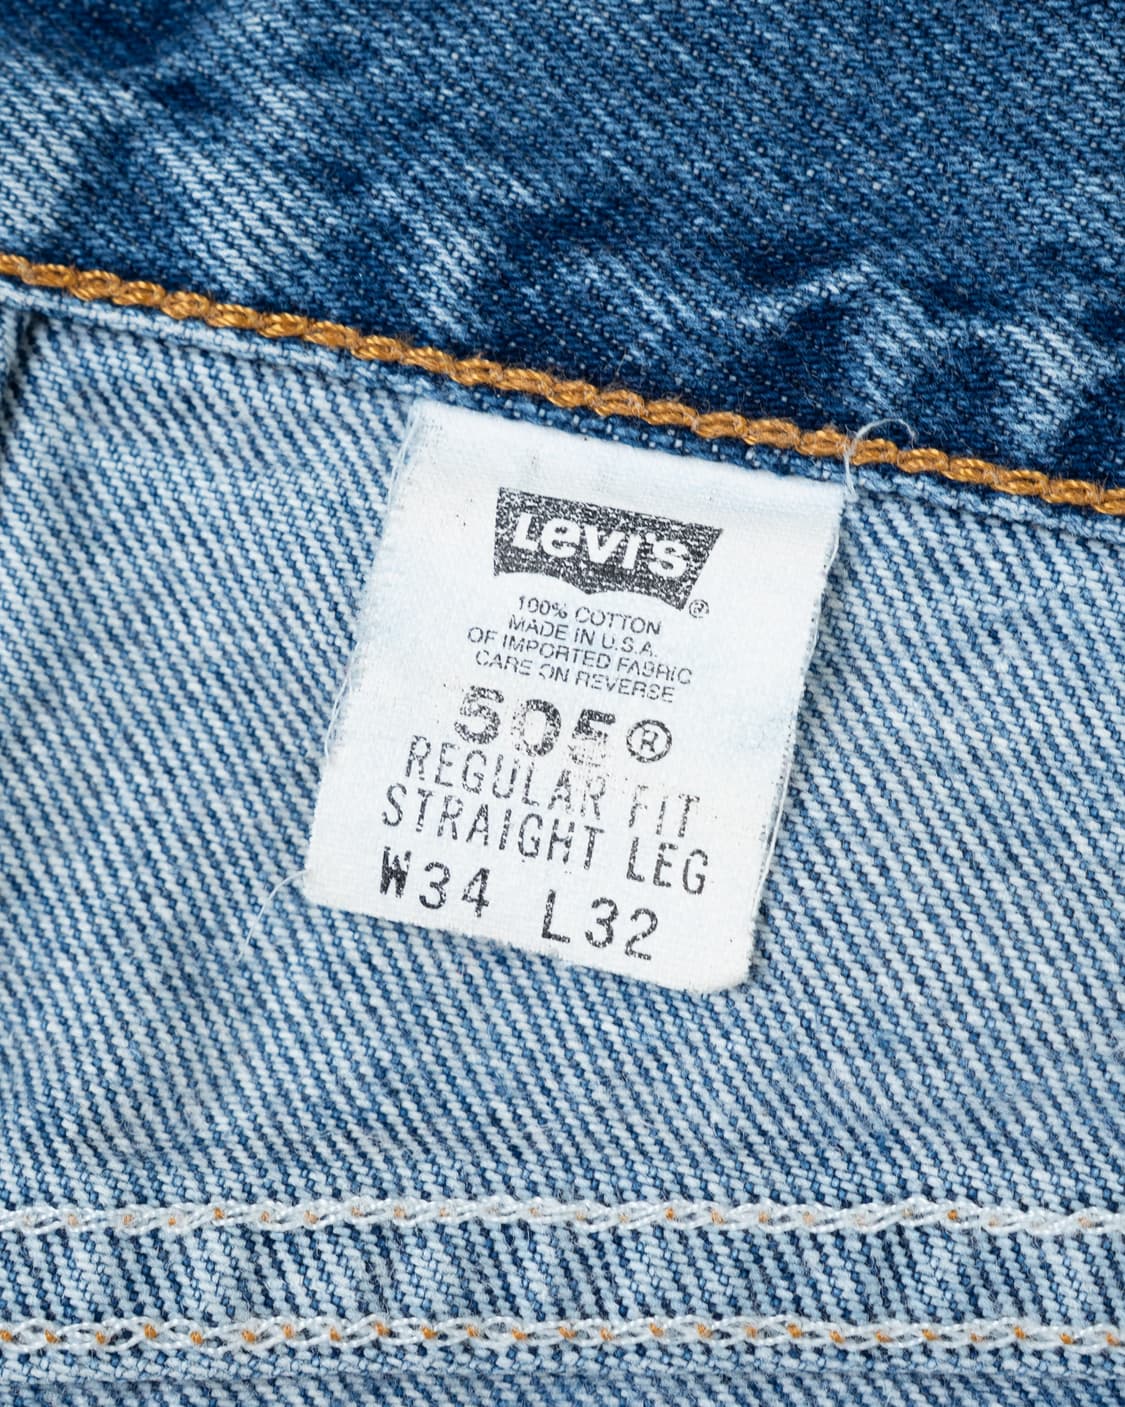 Levi's
®
100% COTTON
MADE IN U.S.A.
OF IMPORTED FABRIC
CARE ON REVERSE
505®
REGULAR FIT
STRAIGHT LEG
W34 L32